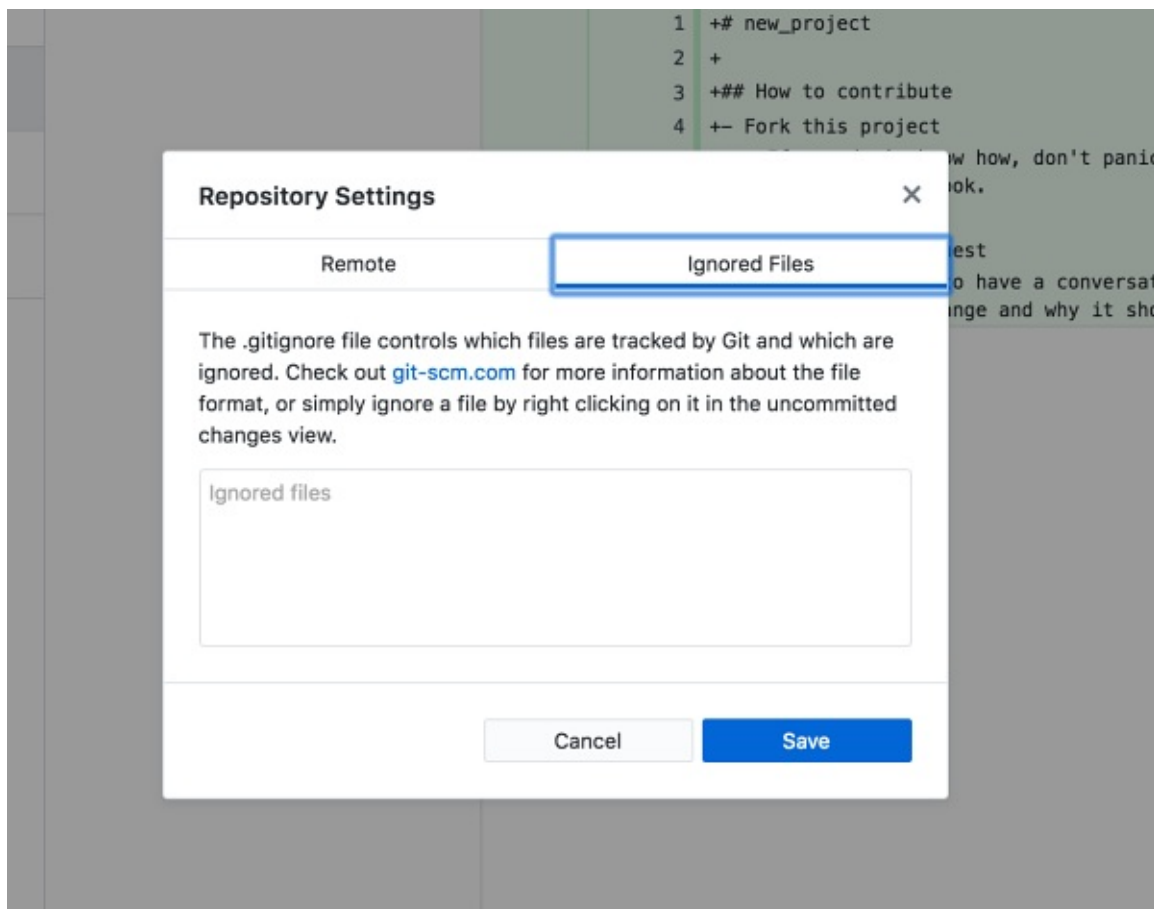 1 +# new_project
2 +
3 +## How to contribute
4 +- Fork this project
w how, don't panic
ok.
Repository Settings
Remote
Ignored Files
est
o have a conversat
nge and why it sho
The .gitignore file controls which files are tracked by Git and which are
ignored. Check out git-scm.com for more information about the file
format, or simply ignore a file by right clicking on it in the uncommitted
changes view.
Ignored files
Cancel
Save